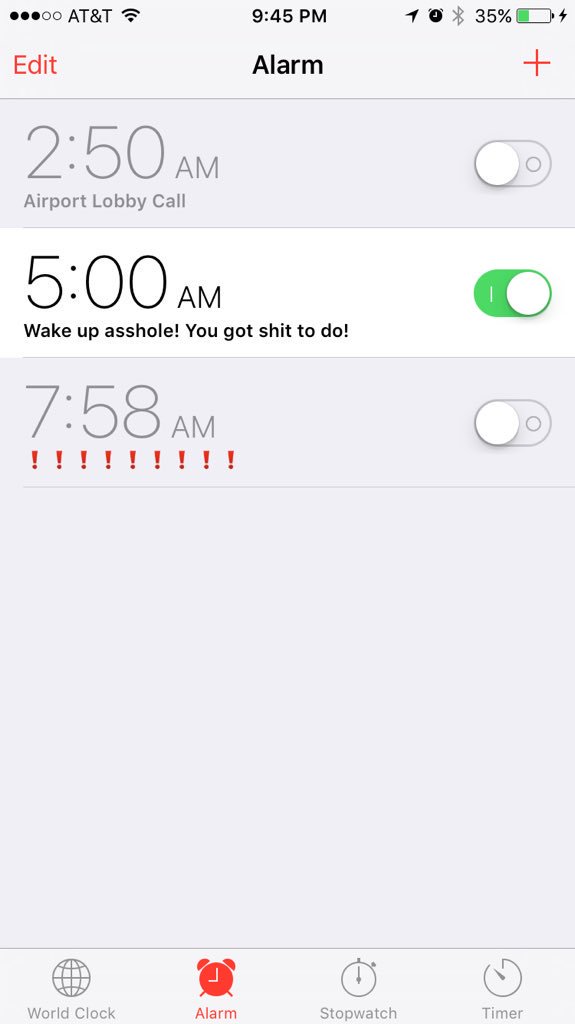 AT&T 9:45 PM 35%
Edit Alarm +
2:50 AM
Airport Lobby Call
5:00 AM
Wake up asshole! You got shit to do!
7:58 AM
❗❗❗❗❗❗❗❗❗
World Clock Alarm Stopwatch Timer